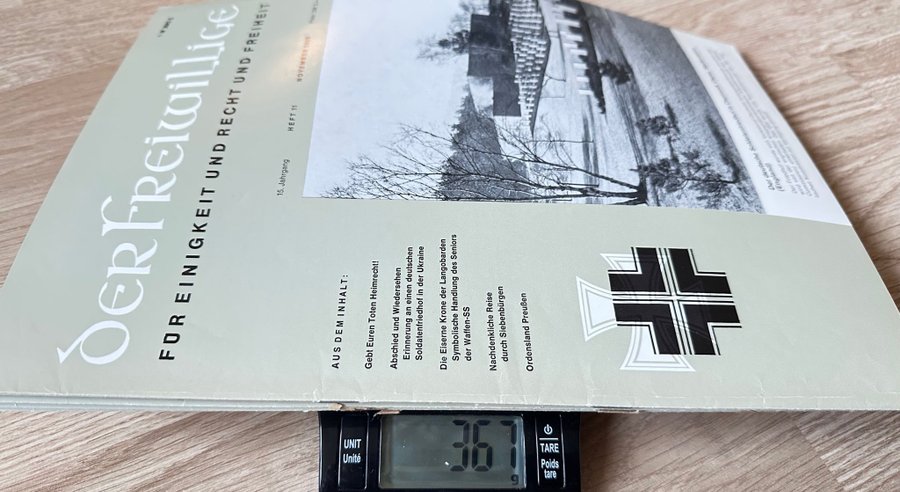 DER FREIWILLIGE
FÜR EINIGKEIT UND RECHT UND FREIHEIT
15. Jahrgang HEFT 11 NOVEMBER
AUS DEM INHALT:
Gebt Euren Toten Heimrecht!
Abschied und Wiedersehen
Erinnerung an einen deutschen
Soldatenfriedhof in der Ukraine
Die Eiserne Krone der Langobarden
Symbolische Handlung des Seniors
der Waffen-SS
Nachdenkliche Reise
durch Siebenbürgen
Ordensland Preußen
UNIT
Unité
367
g
TARE
Poids
tare